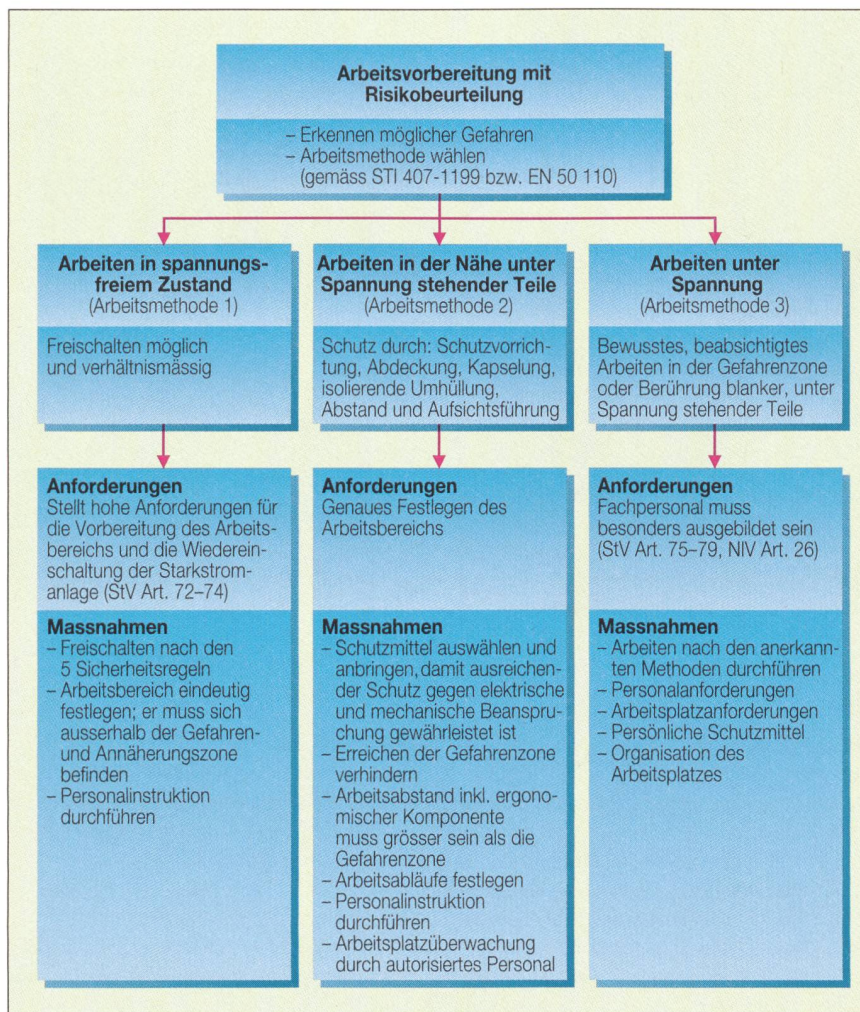 Arbeitsvorbereitung mit
Risikobeurteilung
– Erkennen möglicher Gefahren
– Arbeitsmethode wählen
(gemäss STI 407-1199 bzw. EN 50 110)
Arbeiten in spannungs-
freiem Zustand
(Arbeitsmethode 1)
Freischalten möglich
und verhältnismässig
Anforderungen
Stellt hohe Anforderungen für
die Vorbereitung des Arbeits-
bereichs und die Wiederein-
schaltung der Starkstrom-
anlage (StV Art. 72–74)
Massnahmen
– Freischalten nach den
5 Sicherheitsregeln
– Arbeitsbereich eindeutig
festlegen; er muss sich
ausserhalb der Gefahren-
und Annäherungszone
befinden
– Personalinstruktion
durchführen
Arbeiten in der Nähe unter
Spannung stehender Teile
(Arbeitsmethode 2)
Schutz durch: Schutzvorrich-
tung, Abdeckung, Kapselung,
isolierende Umhüllung,
Abstand und Aufsichtsführung
Anforderungen
Genaues Festlegen des
Arbeitsbereichs
Massnahmen
– Schutzmittel auswählen und
anbringen, damit ausreichen-
der Schutz gegen elektrische
und mechanische Beanspru-
chung gewährleistet ist
– Erreichen der Gefahrenzone
verhindern
– Arbeitsabstand inkl. ergono-
mischer Komponente
muss grösser sein als die
Gefahrenzone
– Arbeitsabläufe festlegen
– Personalinstruktion
durchführen
– Arbeitsplatzüberwachung
durch autorisiertes Personal
Arbeiten unter
Spannung
(Arbeitsmethode 3)
Bewusstes, beabsichtigtes
Arbeiten in der Gefahrenzone
oder Berührung blanker, unter
Spannung stehender Teile
Anforderungen
Fachpersonal muss
besonders ausgebildet sein
(StV Art. 75–79, NIV Art. 26)
Massnahmen
– Arbeiten nach den anerkann-
ten Methoden durchführen
– Personalanforderungen
– Arbeitsplatzanforderungen
– Persönliche Schutzmittel
– Organisation des
Arbeitsplatzes